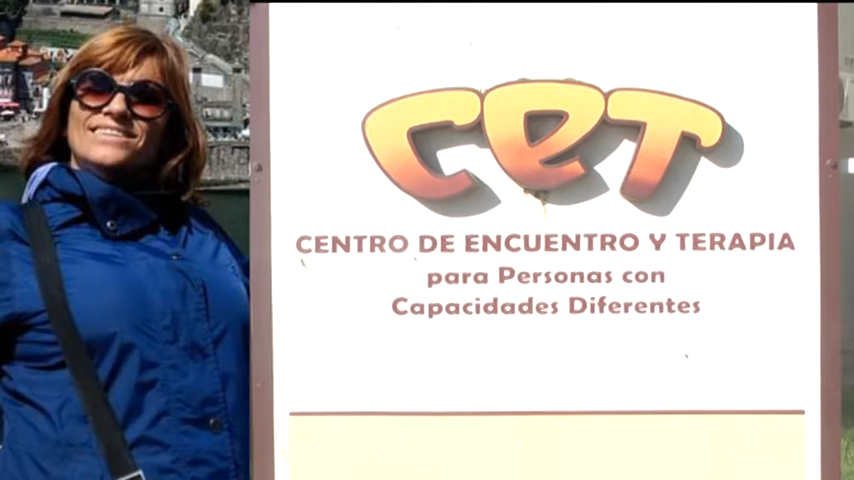 CeT
CENTRO DE ENCUENTRO Y TERAPIA
para Personas con
Capacidades Diferentes